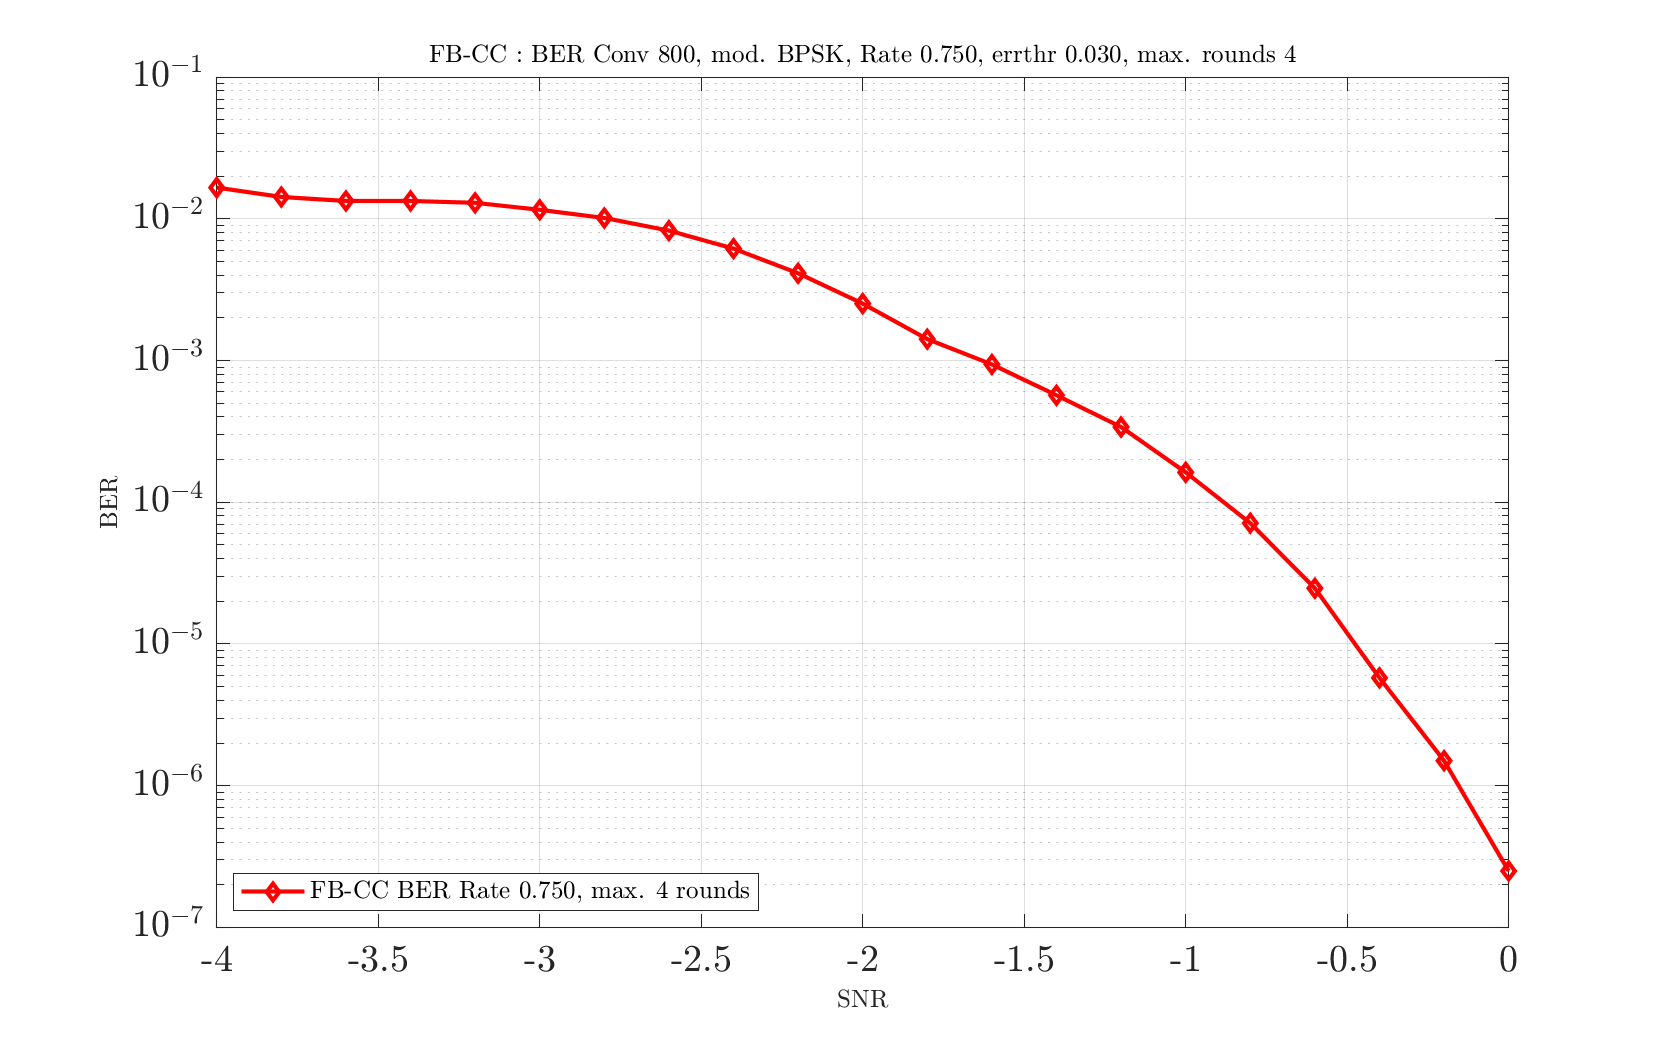 FB-CC : BER Conv 800, mod. BPSK, Rate 0.750, errthr 0.030, max. rounds 4
10^−1
10^−2
10^−3
10^−4
10^−5
10^−6
10^−7
BER
FB-CC BER Rate 0.750, max. 4 rounds
-4 -3.5 -3 -2.5 -2 -1.5 -1 -0.5 0
SNR